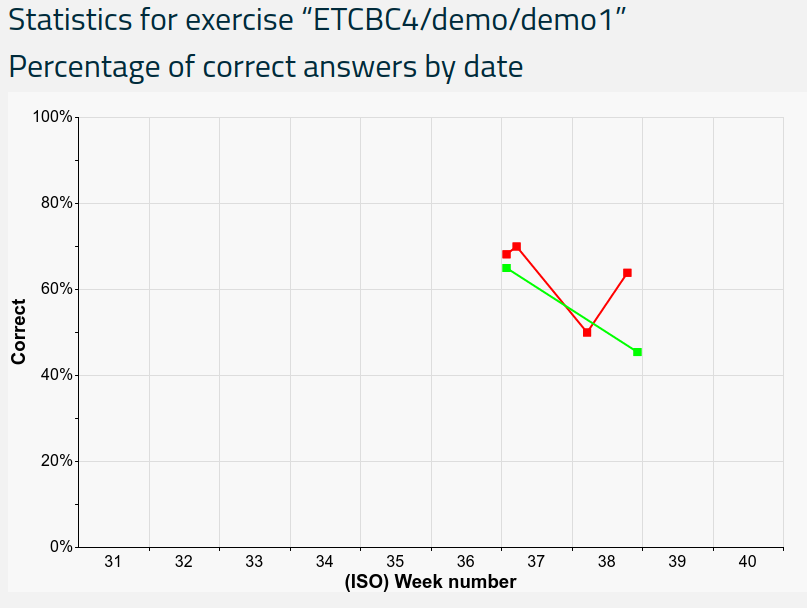 Statistics for exercise “ETCBC4/demo/demo1”
Percentage of correct answers by date
100%
80%
60%
40%
20%
0%
Correct
31 32 33 34 35 36 37 38 39 40
(ISO) Week number